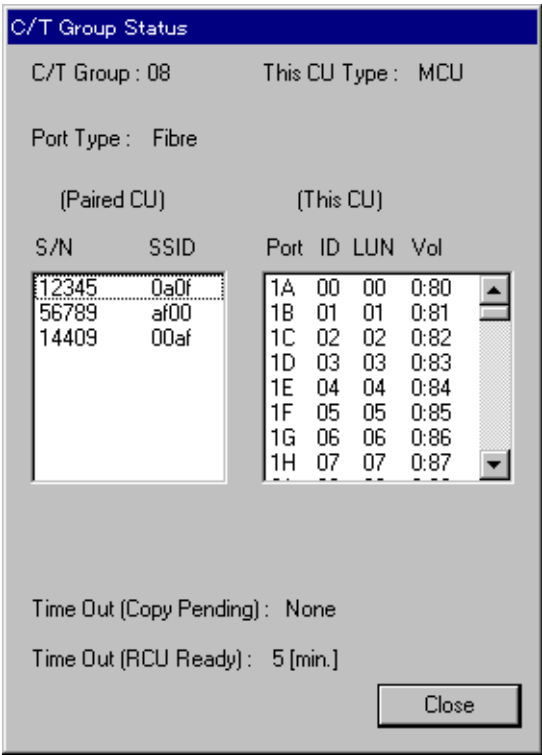 C/T Group Status
C/T Group : 08 This CU Type : MCU
Port Type : Fibre
(Paired CU) (This CU)
S/N SSID Port ID LUN Vol
12345 0a0f 1A 00 00 0:80
56789 af00 1B 01 01 0:81
14409 00af 1C 02 02 0:82
1D 03 03 0:83
1E 04 04 0:84
1F 05 05 0:85
1G 06 06 0:86
1H 07 07 0:87
Time Out (Copy Pending) : None
Time Out (RCU Ready) : 5 [min.]
Close